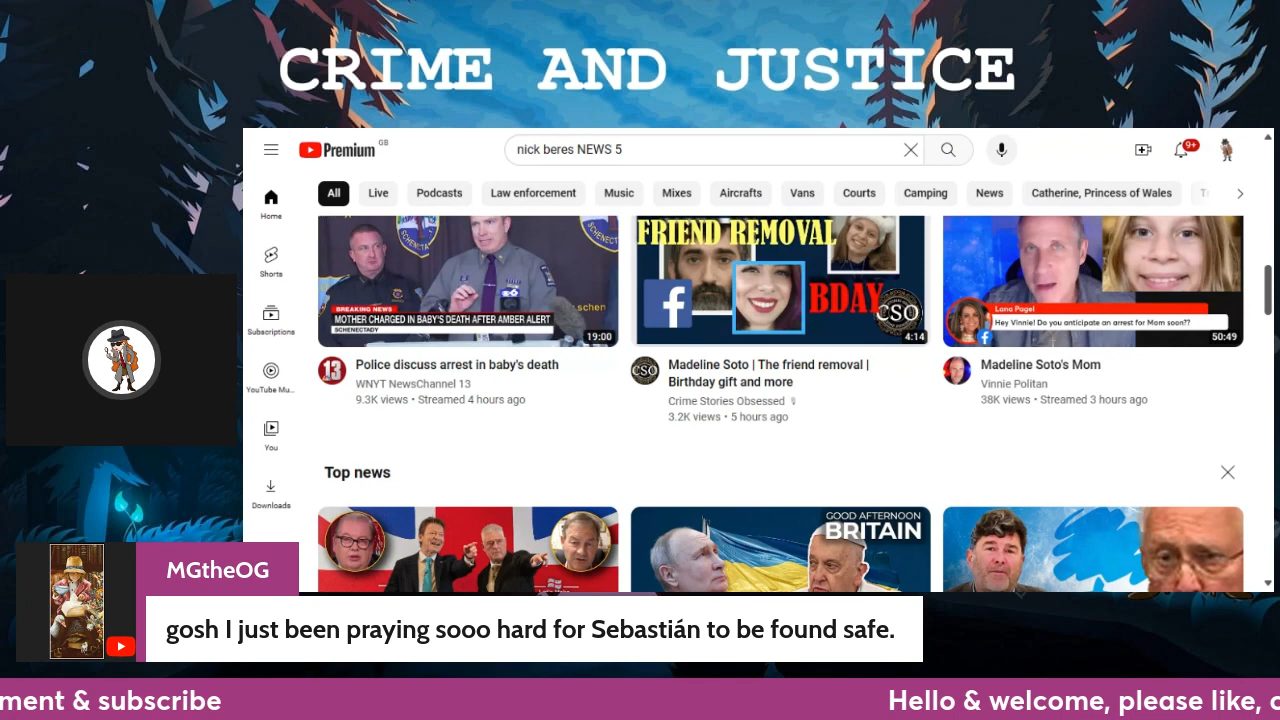 CRIME AND JUSTICE
Premium GB
nick beres NEWS 5
9+
All
Live
Podcasts
Law enforcement
Music
Mixes
Aircrafts
Vans
Courts
Camping
News
Catherine, Princess of Wales
Home
Shorts
Subscriptions
YouTube Mu...
You
Downloads
BREAKING NEWS
MOTHER CHARGED IN BABY'S DEATH AFTER AMBER ALERT
SCHENECTADY
19:00
FRIEND REMOVAL
BDAY
CSO
4:14
Lana Pagel
Hey Vinnie! Do you anticipate an arrest for Mom soon??
50:49
13
Police discuss arrest in baby's death
WNYT NewsChannel 13
9.3K views • Streamed 4 hours ago
CSO
Madeline Soto | The friend removal |
Birthday gift and more
Crime Stories Obsessed
3.2K views • 5 hours ago
Madeline Soto's Mom
Vinnie Politan
38K views • Streamed 3 hours ago
Top news
GOOD AFTERNOON
BRITAIN
MGtheOG
gosh I just been praying sooo hard for Sebastián to be found safe.
ment & subscribe
Hello & welcome, please like, c